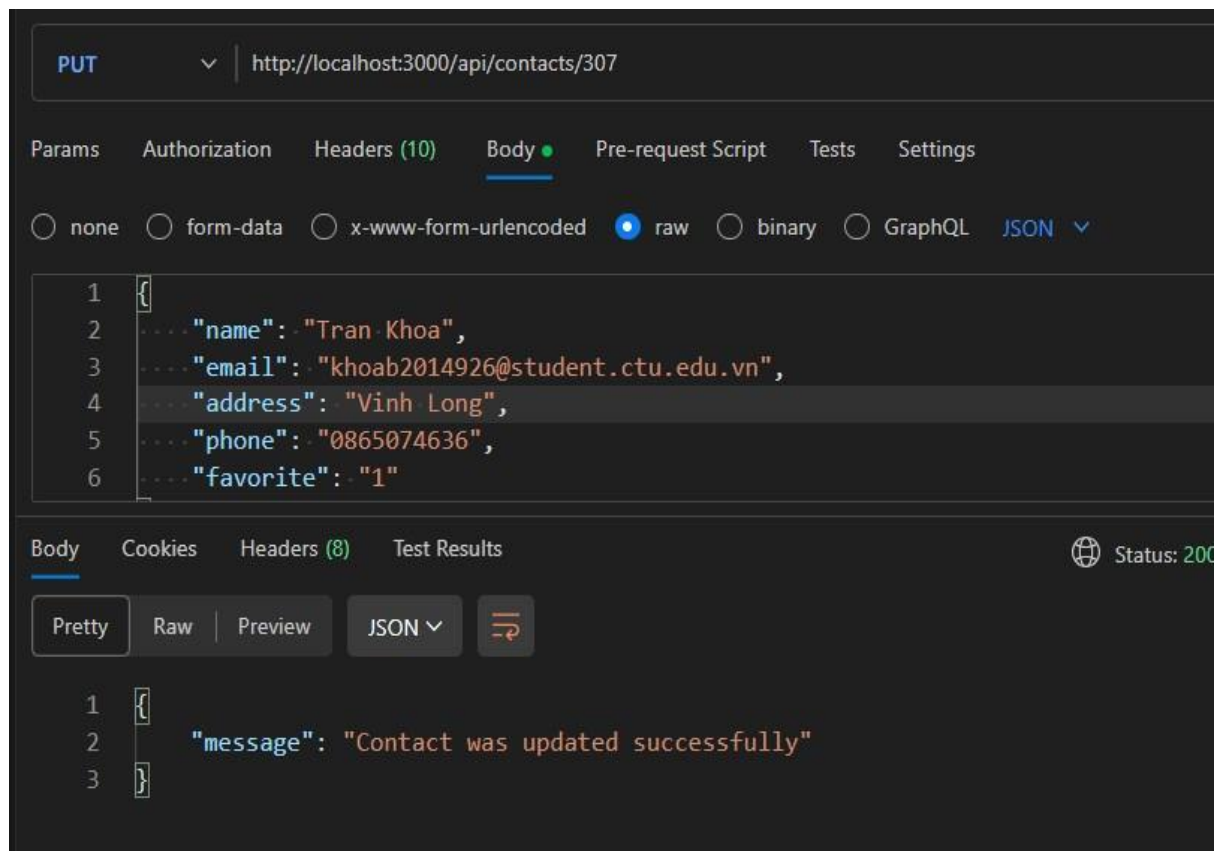 PUT http://localhost:3000/api/contacts/307
Params Authorization Headers (10) Body Pre-request Script Tests Settings
none form-data x-www-form-urlencoded raw binary GraphQL JSON
1 {
2 "name": "Tran Khoa",
3 "email": "khoab2014926@student.ctu.edu.vn",
4 "address": "Vinh Long",
5 "phone": "0865074636",
6 "favorite": "1"
Body Cookies Headers (8) Test Results Status: 200
Pretty Raw Preview JSON
1 {
2 "message": "Contact was updated successfully"
3 }